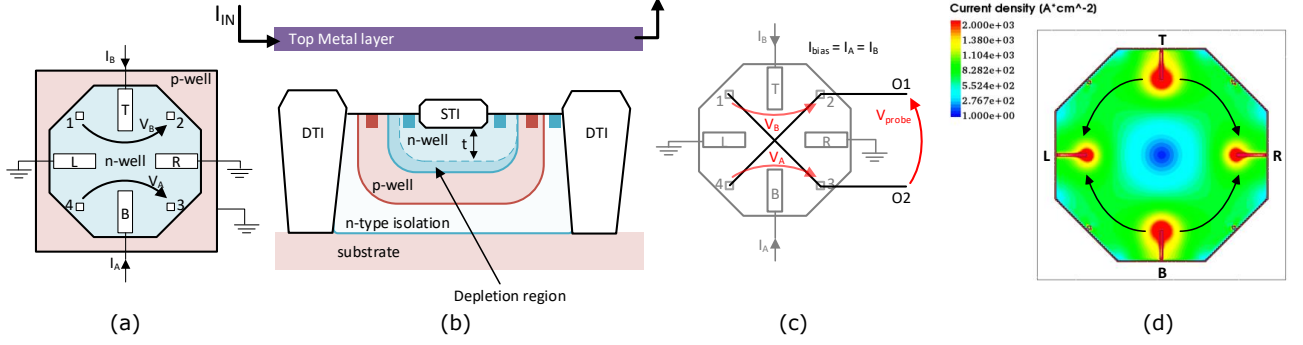 I_B
p-well
T
1
V_B
2
L
n-well
R
V_A
4
B
3
I_A
(a)
I_IN
Top Metal layer
DTI
STI
DTI
n-well
t
p-well
n-type isolation
substrate
Depletion region
(b)
I_B
I_bias = I_A = I_B
T
1
2
O1
V_B
V_probe
L
R
V_A
4
B
3
O2
I_A
(c)
Current density (A*cm^-2)
2.000e+03
1.380e+03
1.104e+03
8.282e+02
5.524e+02
2.767e+02
1.000e+00
T
L
R
B
(d)